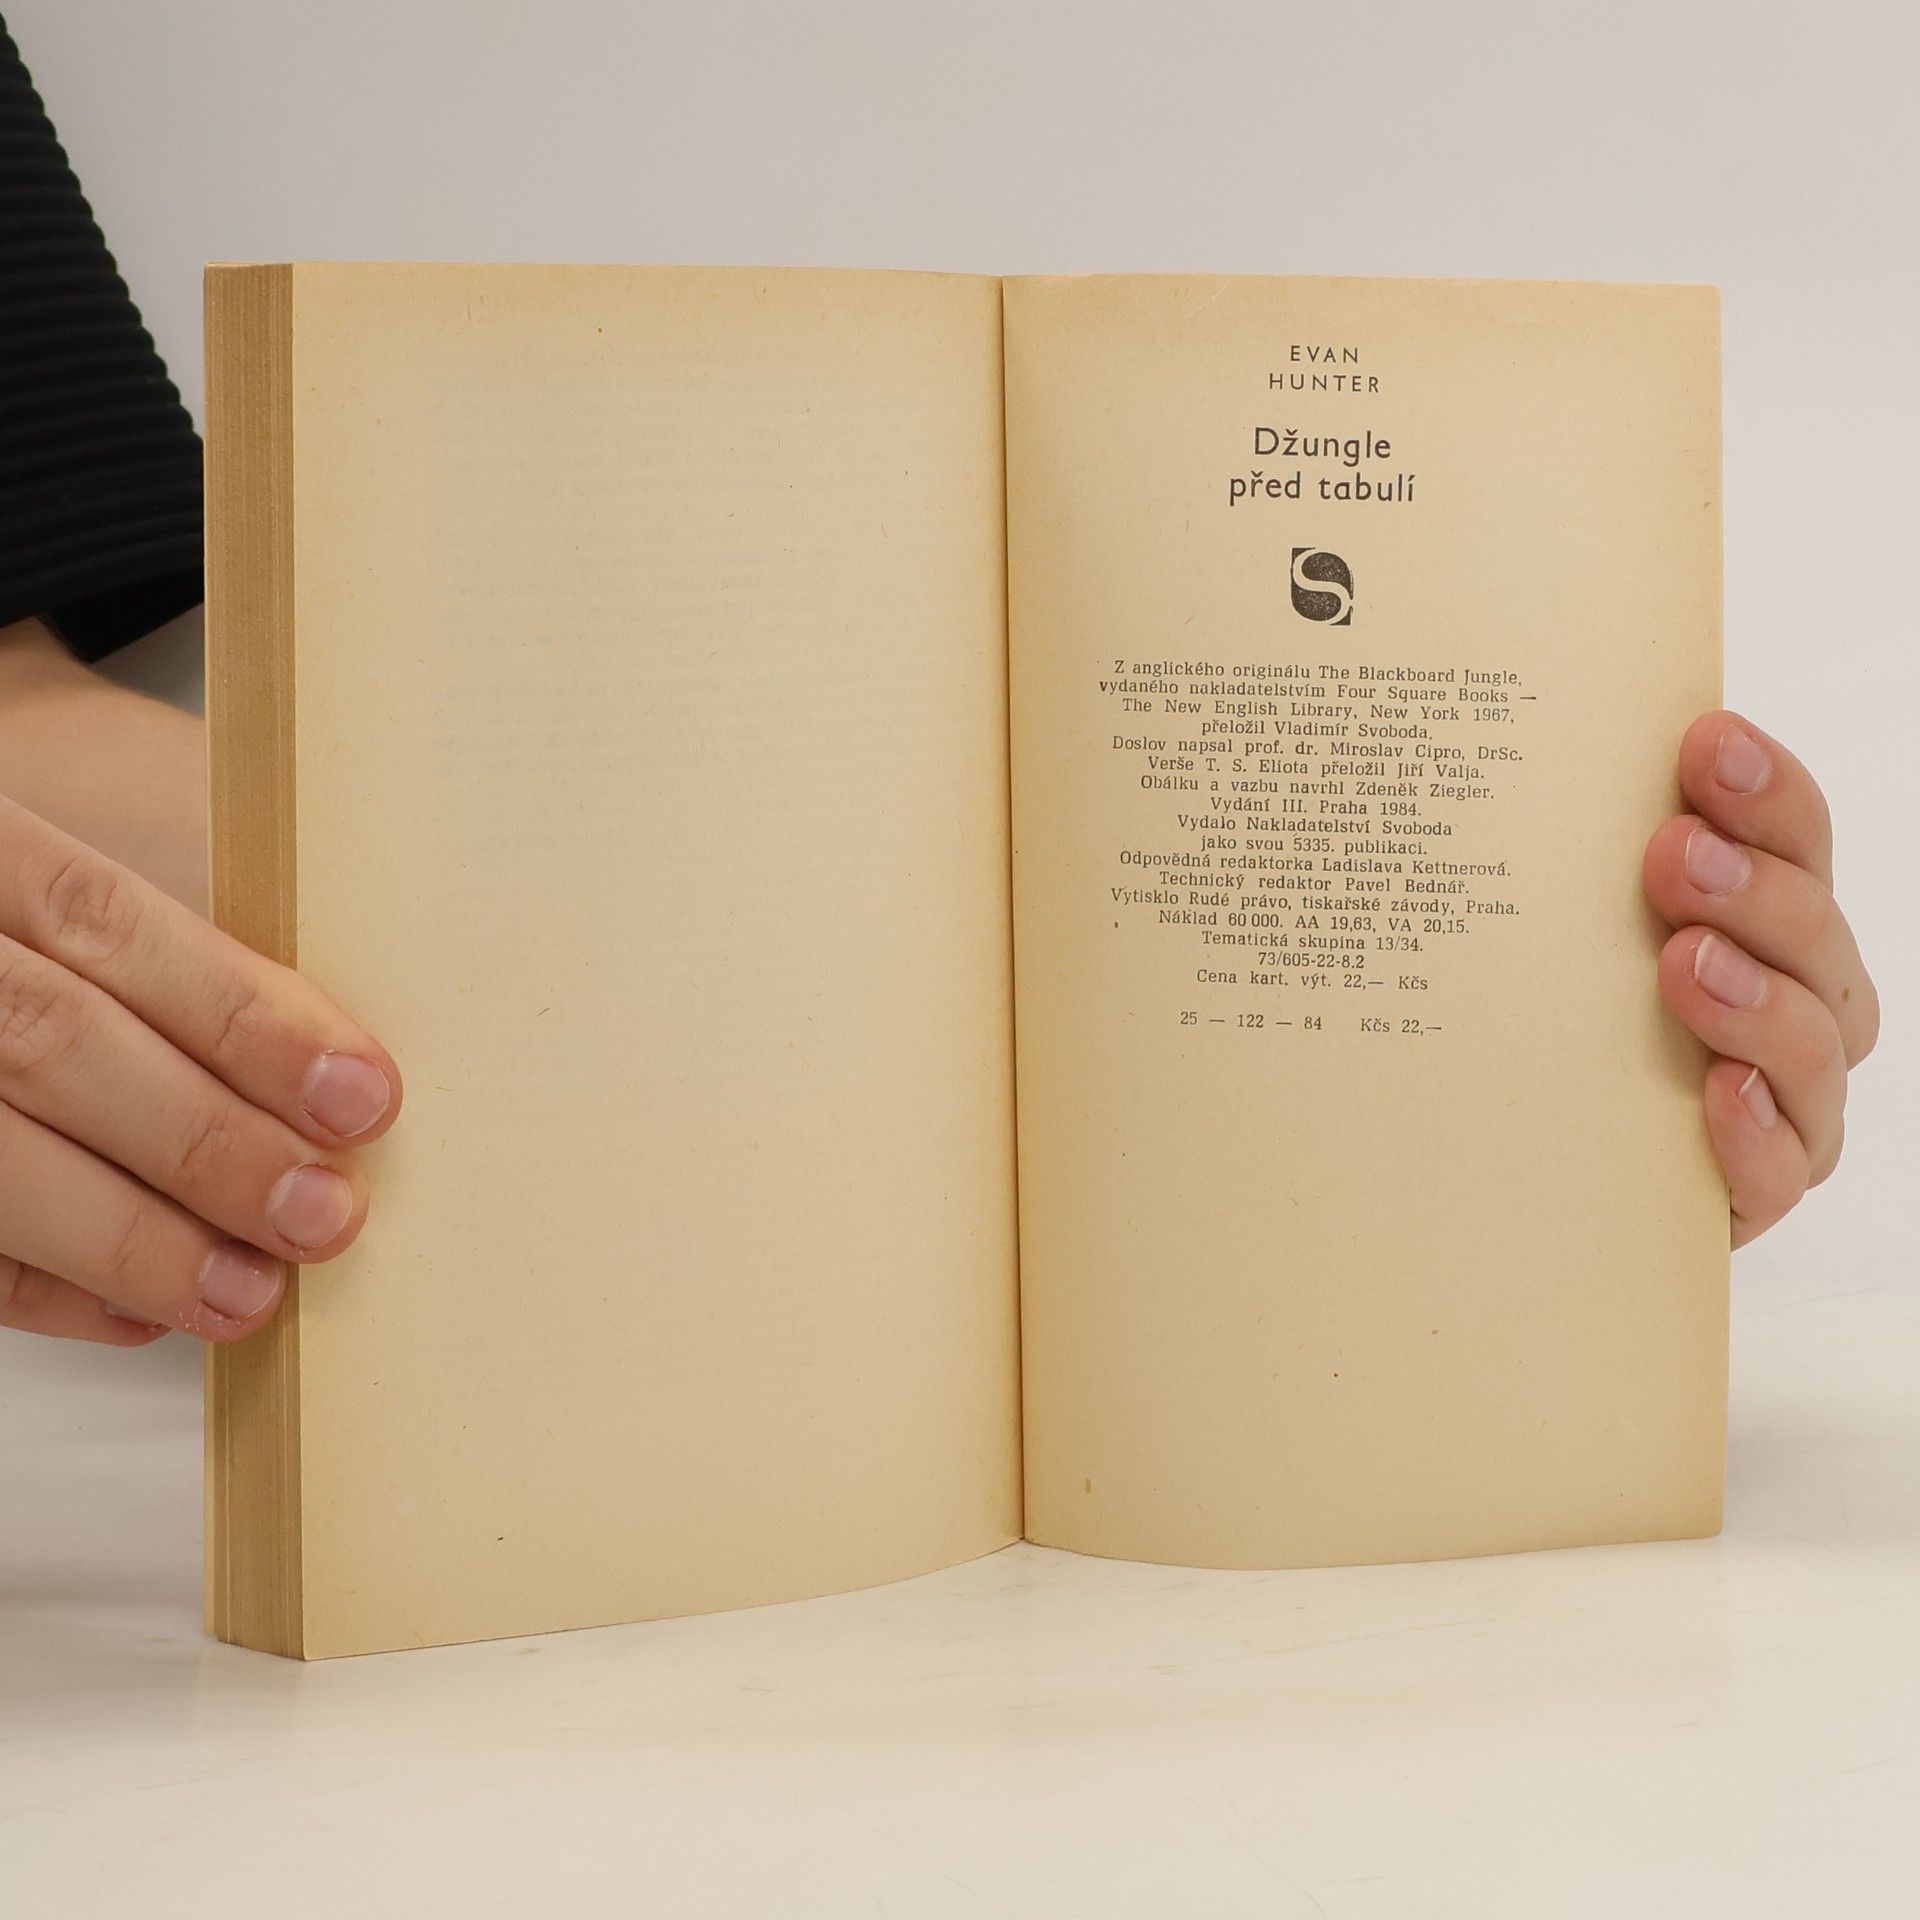 EVAN
HUNTER
Džungle
před tabulí
S
Z anglického originálu The Blackboard Jungle,
vydaného nakladatelstvím Four Square Books —
The New English Library, New York 1967,
přeložil Vladimír Svoboda.
Doslov napsal prof. dr. Miroslav Cipro, DrSc.
Verše T. S. Eliota přeložil Jiří Valja.
Obálku a vazbu navrhl Zdeněk Ziegler.
Vydání III. Praha 1984.
Vydalo Nakladatelství Svoboda
jako svou 5335. publikaci.
Odpovědná redaktorka Ladislava Kettnerová.
Technický redaktor Pavel Bednář.
Vytisklo Rudé právo, tiskařské závody, Praha.
Náklad 60 000. AA 19,63, VA 20,15.
Tematická skupina 13/34.
73/605-22-8.2
Cena kart. výt. 22,— Kčs
25 — 122 — 84 Kčs 22,—